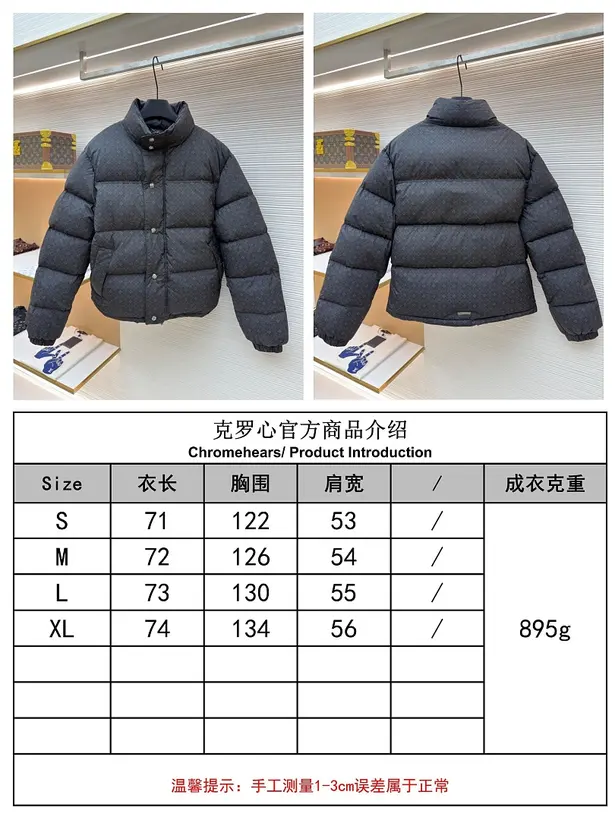 克罗心官方商品介绍
Chromehears/ Product Introduction
Size 衣长 胸围 肩宽 / 成衣克重
S 71 122 53 /
M 72 126 54 /
L 73 130 55 /
XL 74 134 56 / 895g
温馨提示: 手工测量1-3cm误差属于正常